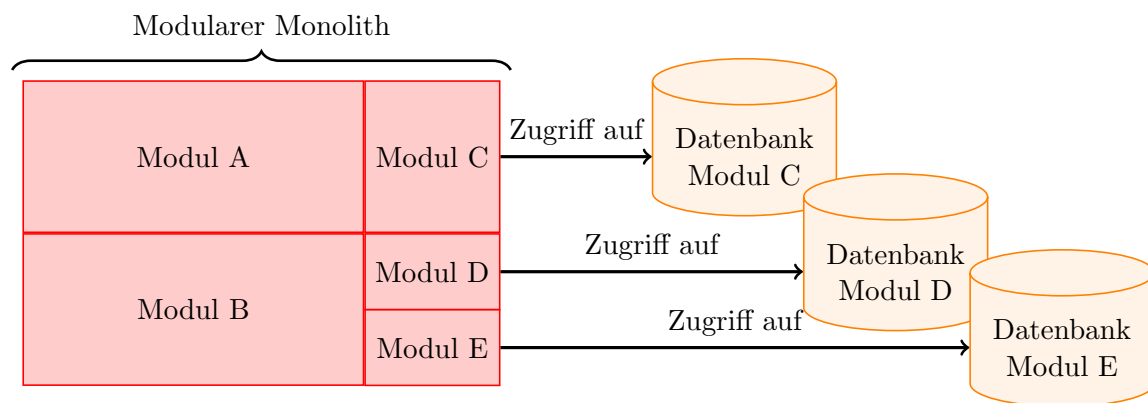 Modularer Monolith
Modul A
Modul C
Zugriff auf
Datenbank
Modul C
Modul B
Modul D
Zugriff auf
Datenbank
Modul D
Modul E
Zugriff auf
Datenbank
Modul E